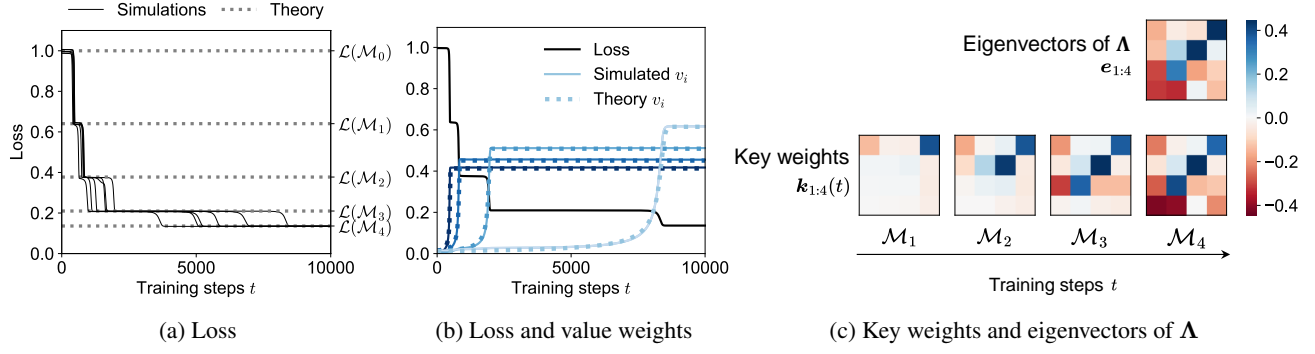 Simulations
Theory
1.0
0.8
0.6
0.4
0.2
0.0
Loss
0
5000
10000
Training steps t
ℒ(ℳ₀)
ℒ(ℳ₁)
ℒ(ℳ₂)
ℒ(ℳ₃)
ℒ(ℳ₄)
(a) Loss
1.0
0.8
0.6
0.4
0.2
0.0
Loss
Simulated vᵢ
Theory vᵢ
0
5000
10000
Training steps t
(b) Loss and value weights
Eigenvectors of Λ
e₁:₄
Key weights
k₁:₄(t)
ℳ₁
ℳ₂
ℳ₃
ℳ₄
Training steps t
0.4
0.2
0.0
−0.2
−0.4
(c) Key weights and eigenvectors of Λ